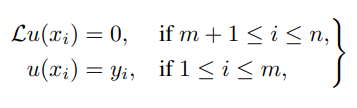 ℒu(xᵢ) = 0, if m + 1 ≤ i ≤ n,
u(xᵢ) = yᵢ, if 1 ≤ i ≤ m, }